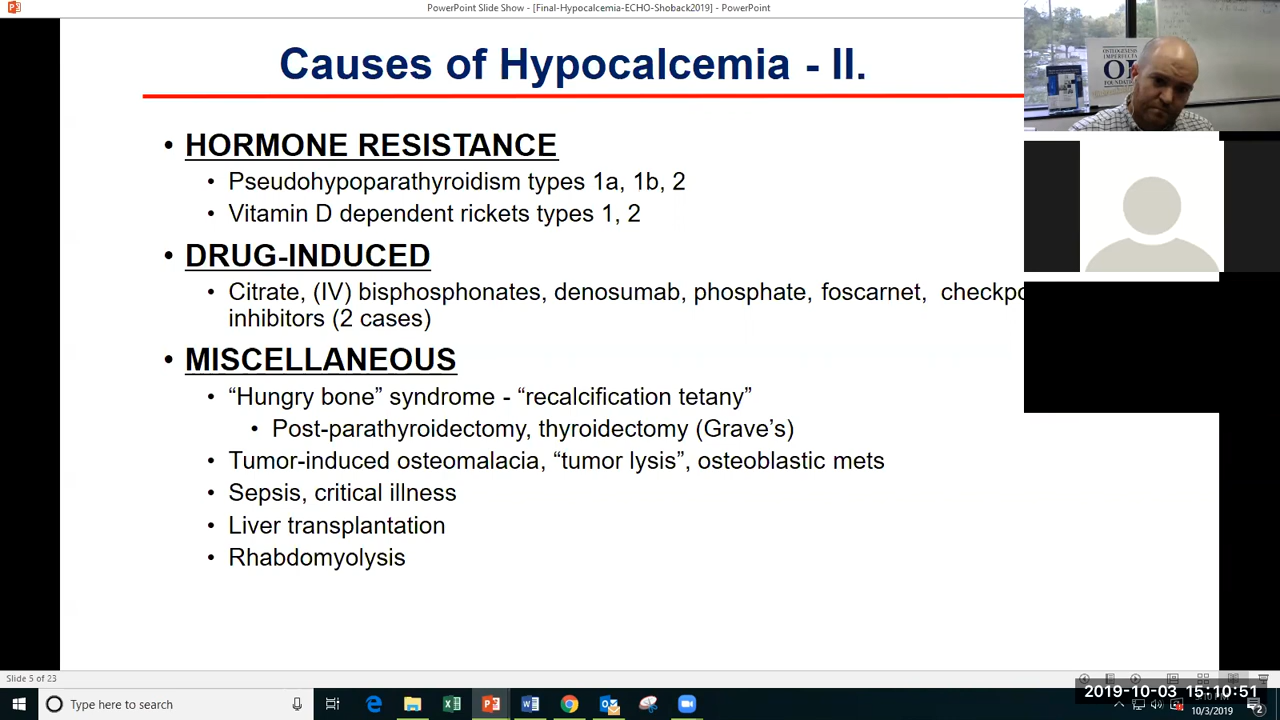 PowerPoint Slide Show - [Final-Hypocalcemia-ECHO-Shoback2019] - PowerPoint
Causes of Hypocalcemia - II.
• HORMONE RESISTANCE
• Pseudohypoparathyroidism types 1a, 1b, 2
• Vitamin D dependent rickets types 1, 2
• DRUG-INDUCED
• Citrate, (IV) bisphosphonates, denosumab, phosphate, foscarnet, checkpo
inhibitors (2 cases)
• MISCELLANEOUS
• “Hungry bone” syndrome - “recalcification tetany”
• Post-parathyroidectomy, thyroidectomy (Grave’s)
• Tumor-induced osteomalacia, “tumor lysis”, osteoblastic mets
• Sepsis, critical illness
• Liver transplantation
• Rhabdomyolysis
OSTEOGENESIS
IMPERFECTA
FOUNDATION
Slide 5 of 23
Type here to search
2019-10-03 15:10:51
10/3/2019
2